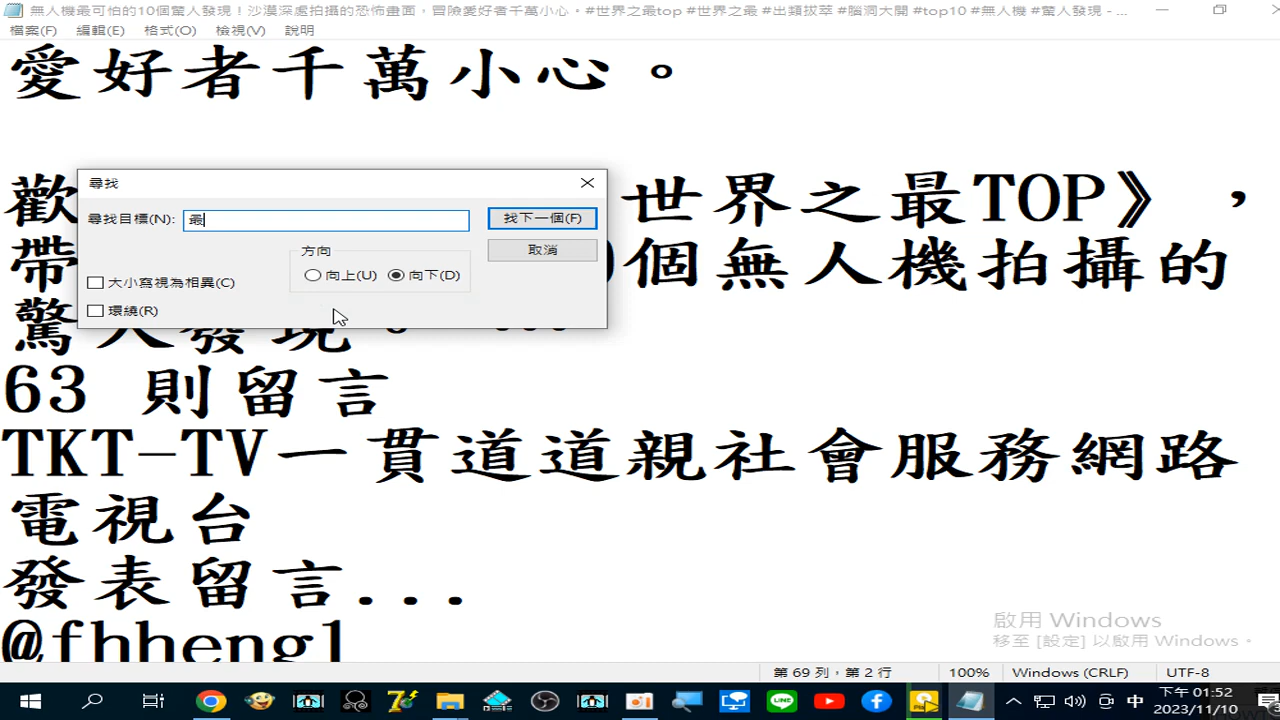 無人機最可怕的10個驚人發現！沙漠深處拍攝的恐怖畫面，冒險愛好者千萬小心。#世界之最top #世界之最 #出類拔萃 #腦洞大開 #top10 #無人機 #驚人發現 - ...
檔案(F) 編輯(E) 格式(O) 檢視(V) 說明
愛好者千萬小心。
歡
世界之最TOP》，
帶
0個無人機拍攝的
驚人發現。 ...
尋找
尋找目標(N): 最
找下一個(F)
方向
取消
向上(U) 向下(D)
大小寫視為相異(C)
環繞(R)
63 則留言
TKT-TV一貫道道親社會服務網路
電視台
發表留言...
@fhhengl
啟用 Windows
移至 [設定] 以啟用 Windows。
第 69 列，第 2 行 100% Windows (CRLF) UTF-8
中
下午 01:52
2023/11/10